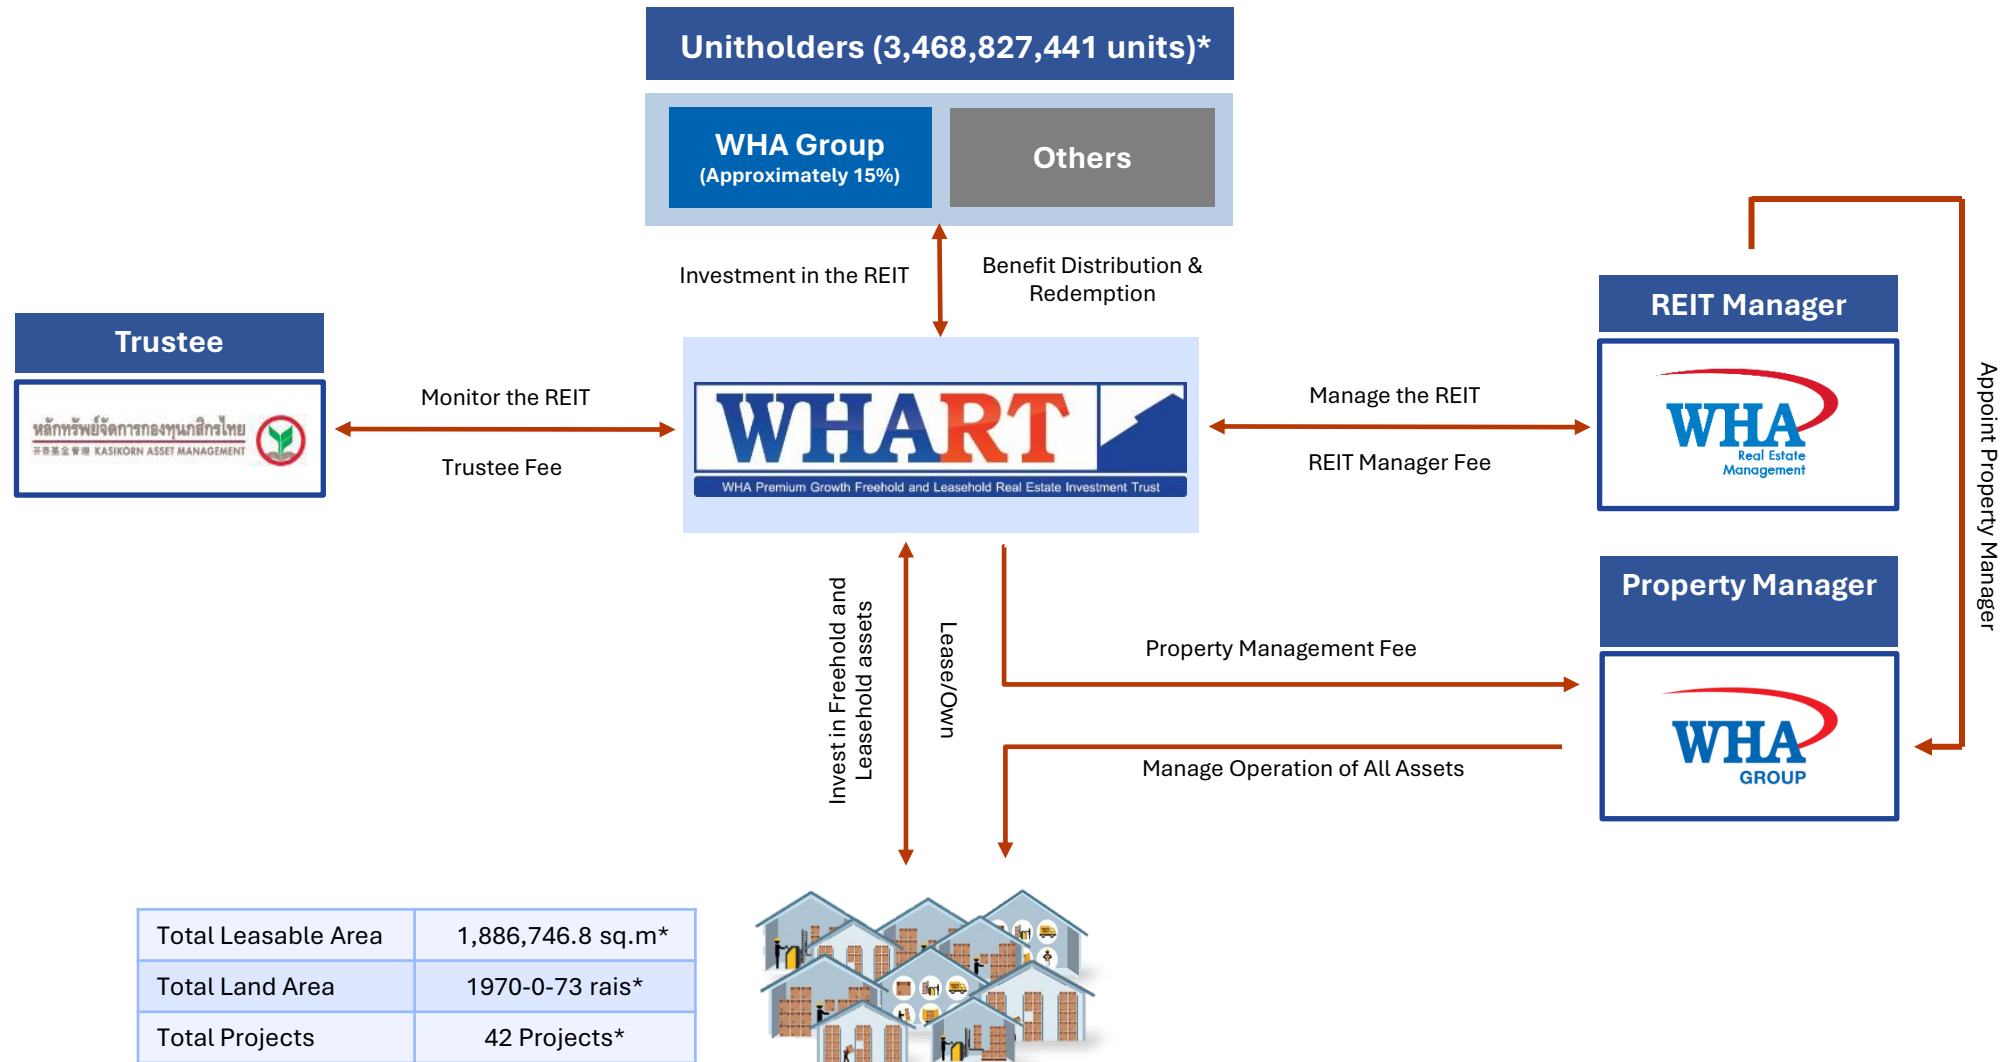 Unitholders (3,468,827,441 units)*
WHA Group
(Approximately 15%)
Others
Investment in the REIT
Benefit Distribution &
Redemption
Trustee
หลักทรัพย์จัดการกองทุนกสิกรไทย
KASIKORN ASSET MANAGEMENT
Monitor the REIT
Trustee Fee
WHART
WHA Premium Growth Freehold and Leasehold Real Estate Investment Trust
Manage the REIT
REIT Manager Fee
REIT Manager
WHA
Real Estate
Management
Appoint Property Manager
Invest in Freehold and
Leasehold assets
Lease/Own
Property Management Fee
Manage Operation of All Assets
Property Manager
WHA
GROUP
Total Leasable Area 1,886,746.8 sq.m*
Total Land Area 1970-0-73 rais*
Total Projects 42 Projects*